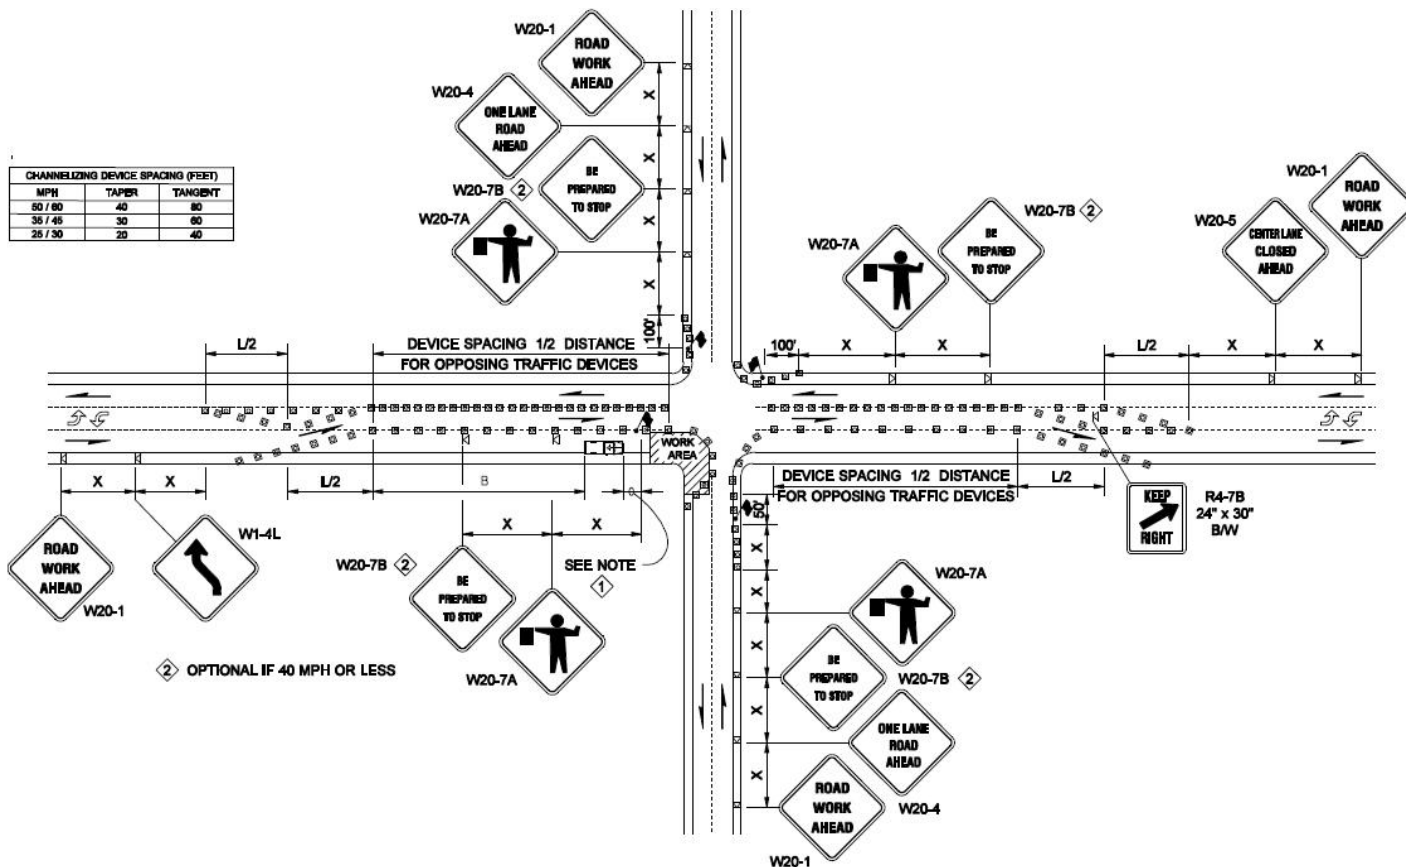 W20-1
ROAD
WORK
AHEAD
W20-4
ONE LANE
ROAD
AHEAD
W20-7B 2
BE
PREPARED
TO STOP
W20-7A
X
X
X
X
100'
CHANNELIZING DEVICE SPACING (FEET)
MPH TAPER TANGENT
50 / 60 40 80
35 / 45 30 60
25 / 30 20 40
W20-1
ROAD
WORK
AHEAD
W20-5
CENTER LANE
CLOSED
AHEAD
W20-7B 2
BE
PREPARED
TO STOP
W20-7A
L/2
DEVICE SPACING 1/2 DISTANCE
FOR OPPOSING TRAFFIC DEVICES
100' X X L/2 X X
WORK
AREA
X X L/2 B
DEVICE SPACING 1/2 DISTANCE
FOR OPPOSING TRAFFIC DEVICES
L/2
50'
KEEP
RIGHT
R4-7B
24" x 30"
B/W
ROAD
WORK
AHEAD
W20-1
W1-4L
X X
W20-7B 2
BE
PREPARED
TO STOP
SEE NOTE
1
W20-7A
2 OPTIONAL IF 40 MPH OR LESS
X
X
X
X
X
W20-7A
BE
PREPARED
TO STOP
W20-7B 2
ONE LANE
ROAD
AHEAD
W20-4
ROAD
WORK
AHEAD
W20-1